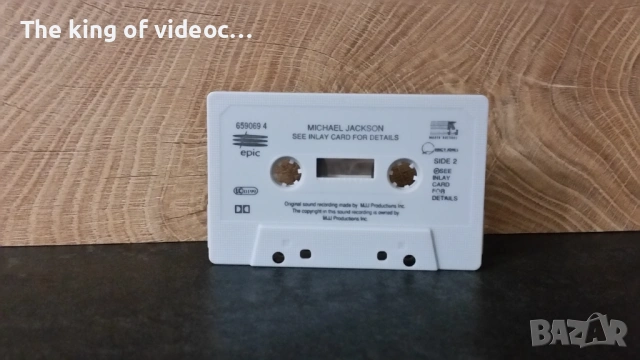 The king of videoc...
659069 4
epic
MICHAEL JACKSON
SEE INLAY CARD FOR DETAILS
SIDE 2
SEE
INLAY
CARD
FOR
DETAILS
Original sound recording made by MJJ Productions Inc.
The copyright in this sound recording is owned by
MJJ Productions Inc.
BAZAR